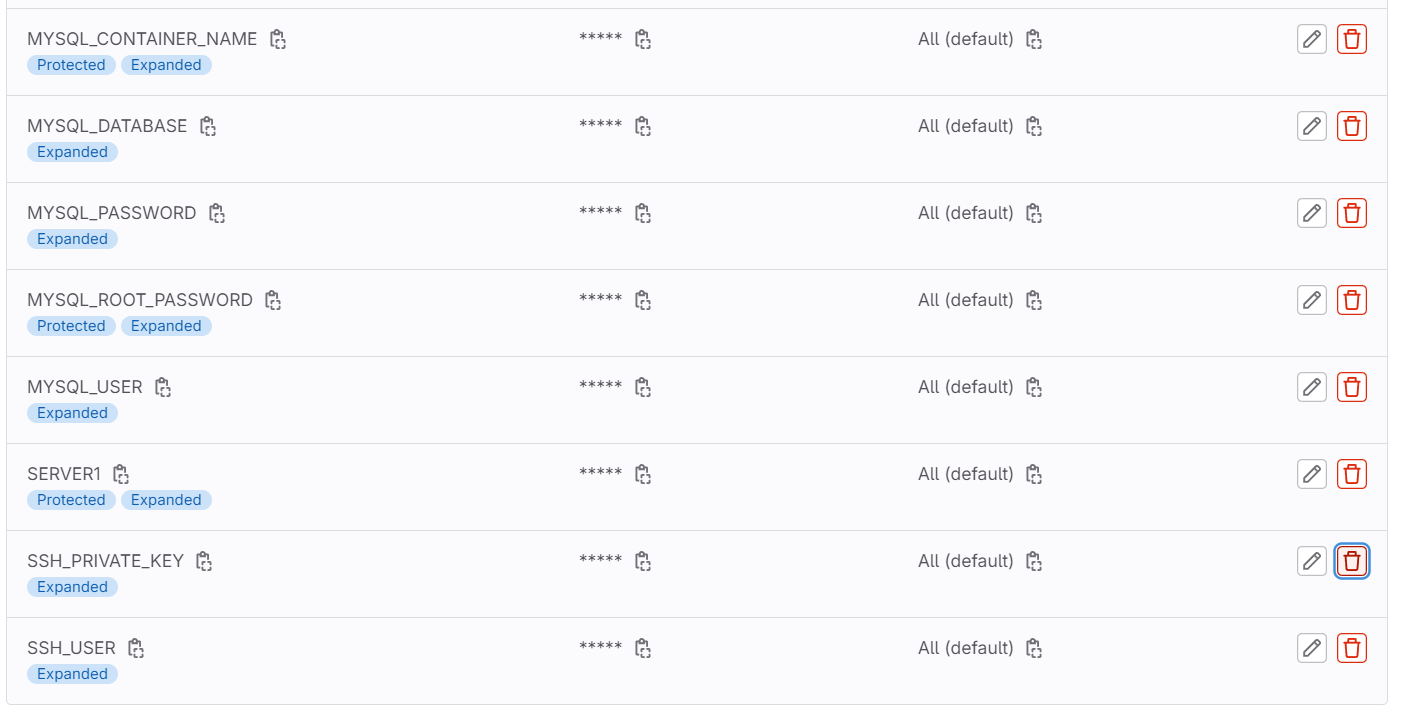 MYSQL_CONTAINER_NAME ***** All (default)
Protected Expanded
MYSQL_DATABASE ***** All (default)
Expanded
MYSQL_PASSWORD ***** All (default)
Expanded
MYSQL_ROOT_PASSWORD ***** All (default)
Protected Expanded
MYSQL_USER ***** All (default)
Expanded
SERVER1 ***** All (default)
Protected Expanded
SSH_PRIVATE_KEY ***** All (default)
Expanded
SSH_USER ***** All (default)
Expanded